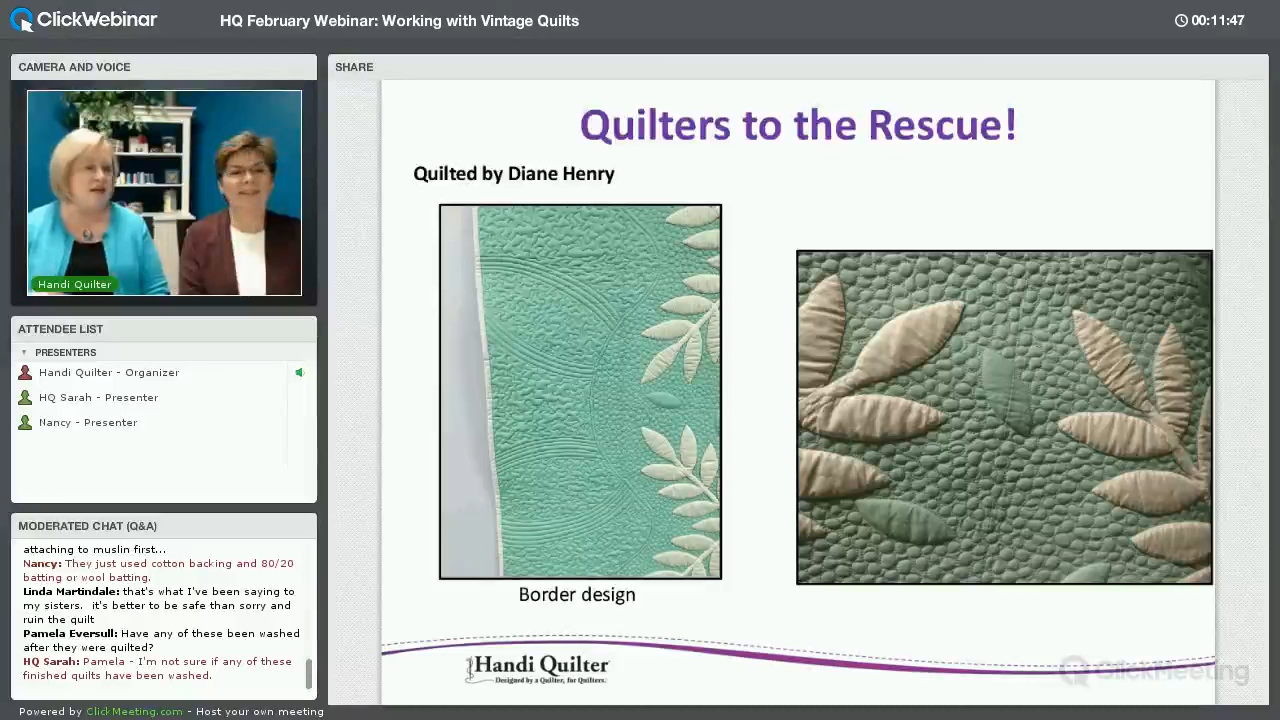 ClickWebinar
HQ February Webinar: Working with Vintage Quilts
00:11:47
CAMERA AND VOICE
Handi Quilter
ATTENDEE LIST
PRESENTERS
Handi Quilter - Organizer
HQ Sarah - Presenter
Nancy - Presenter
MODERATED CHAT (Q&A)
attaching to muslin first...
Nancy: They just used cotton backing and 80/20
batting or wool batting.
Linda Martindale: that's what I've been saying to
my sisters. it's better to be safe than sorry and
ruin the quilt
Pamela Eversull: Have any of these been washed
after they were quilted?
HQ Sarah: Pamela - I'm not sure if any of these
finished quilts have been washed.
Powered by ClickMeeting.com - Host your own meeting
SHARE
Quilters to the Rescue!
Quilted by Diane Henry
Border design
Handi Quilter
Designed by a Quilter, for Quilters.
ClickMeeting